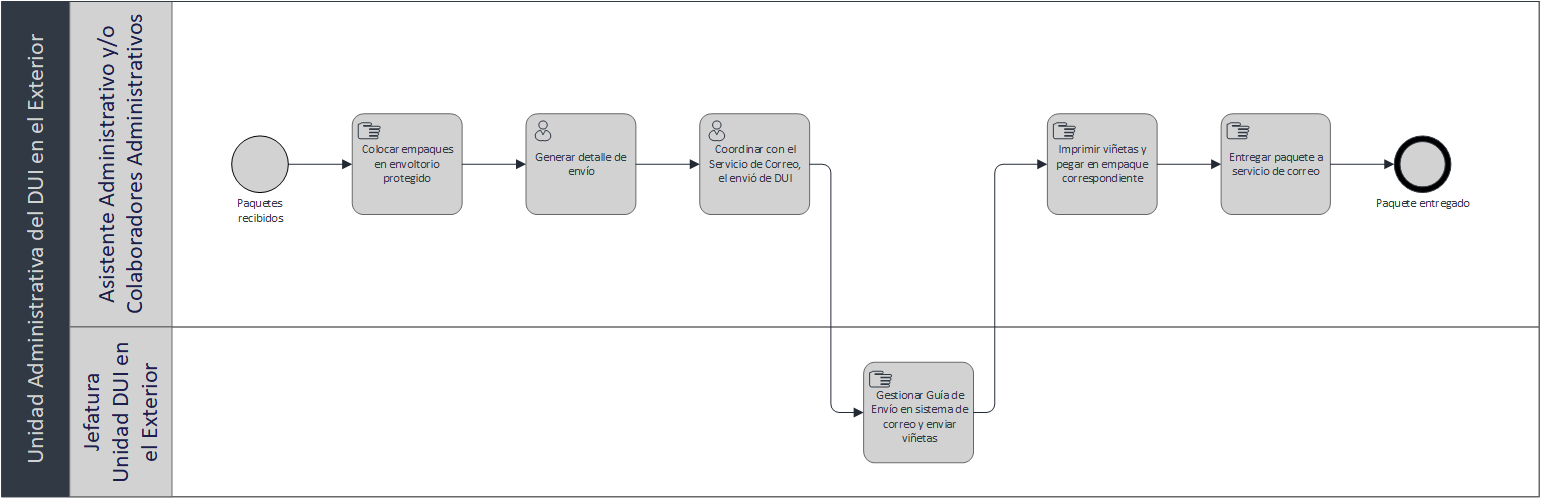 Unidad Administrativa del DUI en el Exterior
Asistente Administrativo y/o
Colaboradores Administrativos
Paquetes
recibidos
Colocar empaques
en envoltorio
protegido
Generar detalle de
envío
Coordinar con el
Servicio de Correo,
el envió de DUI
Imprimir viñetas y
pegar en empaque
correspondiente
Entregar paquete a
servicio de correo
Paquete entregado
Jefatura
Unidad DUI en
el Exterior
Gestionar Guía de
Envío en sistema de
correo y enviar
viñetas